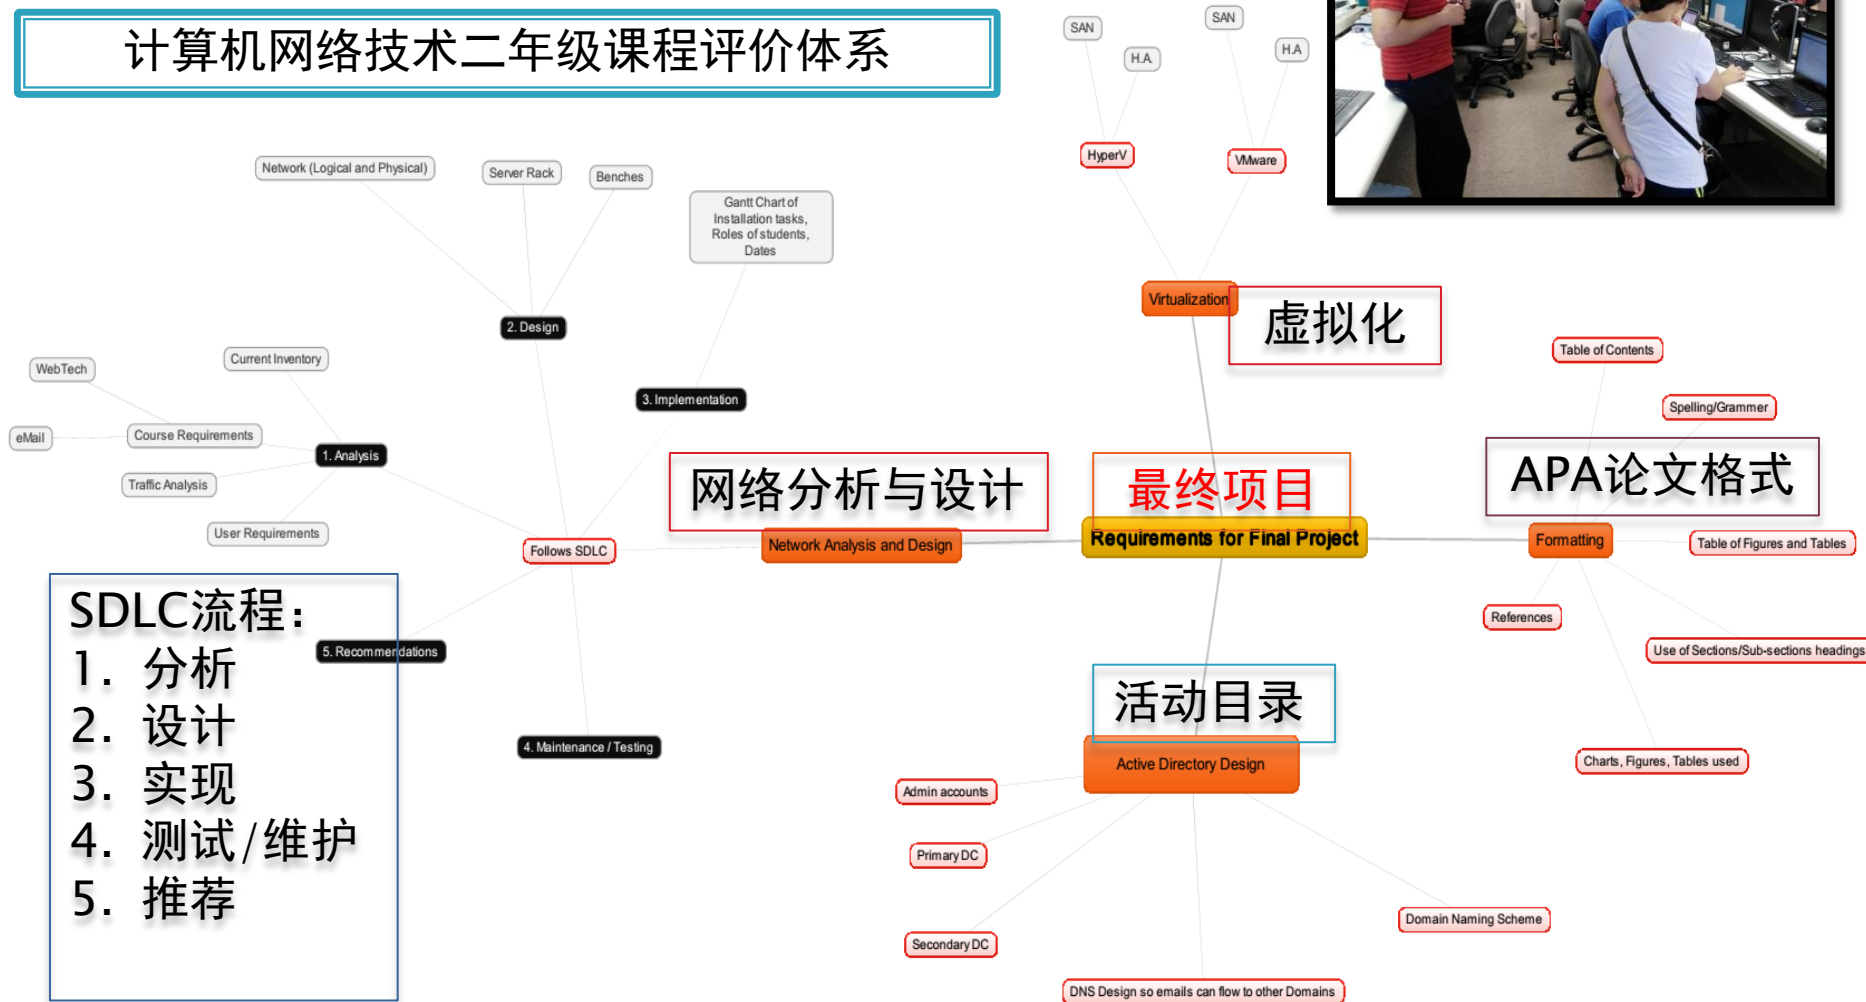 计算机网络技术二年级课程评价体系
SAN
H.A.
SAN
H.A
HyperV
VMware
Virtualization
虚拟化
Network (Logical and Physical)
Server Rack
Benches
Gantt Chart of
Installation tasks,
Roles of students,
Dates
2. Design
3. Implementation
WebTech
Current Inventory
eMail
Course Requirements
1. Analysis
Traffic Analysis
User Requirements
Follows SDLC
网络分析与设计
Network Analysis and Design
最终项目
Requirements for Final Project
APA论文格式
Formatting
Table of Contents
Spelling/Grammer
Table of Figures and Tables
References
Use of Sections/Sub-sections headings
Charts, Figures, Tables used
SDLC流程：
1. 分析
2. 设计
3. 实现
4. 测试/维护
5. 推荐
5. Recommendations
4. Maintenance / Testing
活动目录
Active Directory Design
Admin accounts
Primary DC
Secondary DC
DNS Design so emails can flow to other Domains
Domain Naming Scheme